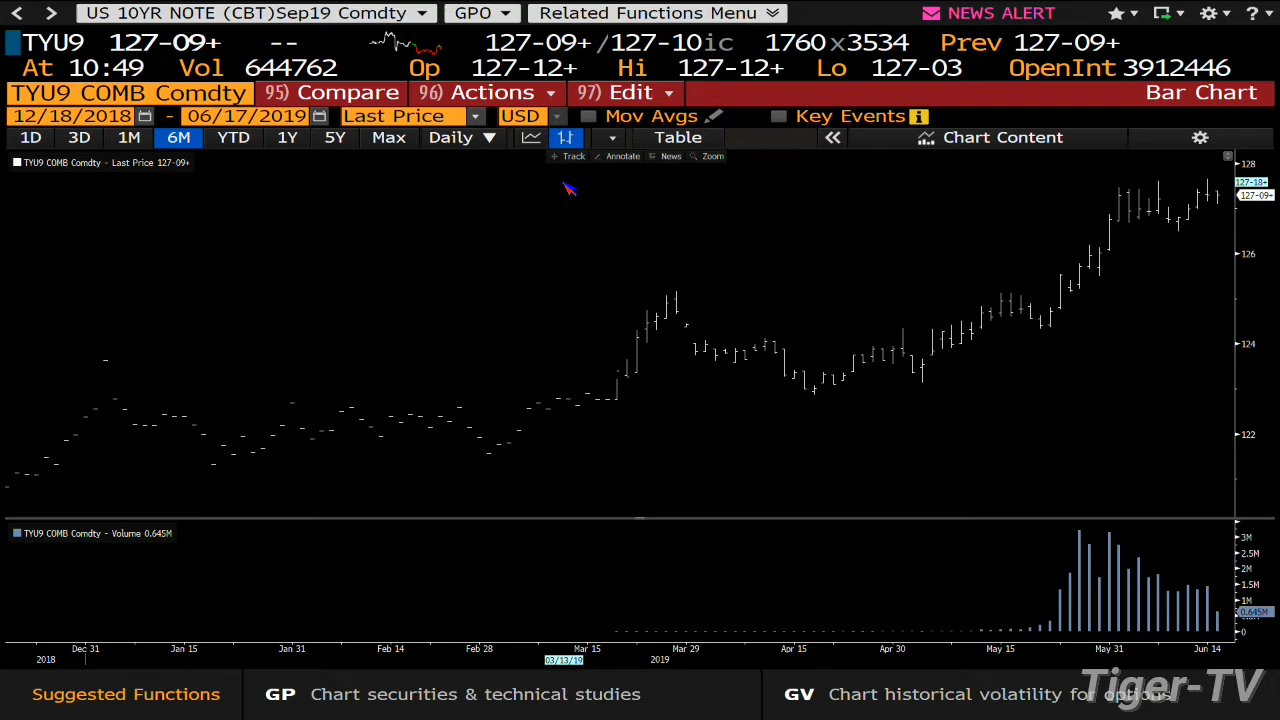 US 10YR NOTE (CBT)Sep19 Comdty GPO Related Functions Menu NEWS ALERT ?
TYU9 127-09+ -- 127-09+/127-10ic 1760x3534 Prev 127-09+
At 10:49 Vol 644762 Op 127-12+ Hi 127-12+ Lo 127-03 OpenInt 3912446
TYU9 COMB Comdty 95) Compare 96) Actions 97) Edit Bar Chart
12/18/2018 - 06/17/2019 Last Price USD Mov Avgs Key Events
1D 3D 1M 6M YTD 1Y 5Y Max Daily Table Chart Content
Track Annotate News Zoom
TYU9 COMB Comdty - Last Price 127-09+
128
127-18+
127-09+
126
124
122
TYU9 COMB Comdty - Volume 0.645M
3M
2.5M
2M
1.5M
1M
0.645M
0
Dec 31 Jan 15 Jan 31 Feb 14 Feb 28 Mar 15 Mar 29 Apr 15 Apr 30 May 15 May 31 Jun 14
2018 03/13/19 2019
Suggested Functions GP Chart securities & technical studies GV Chart historical volatility for options
Tiger-TV